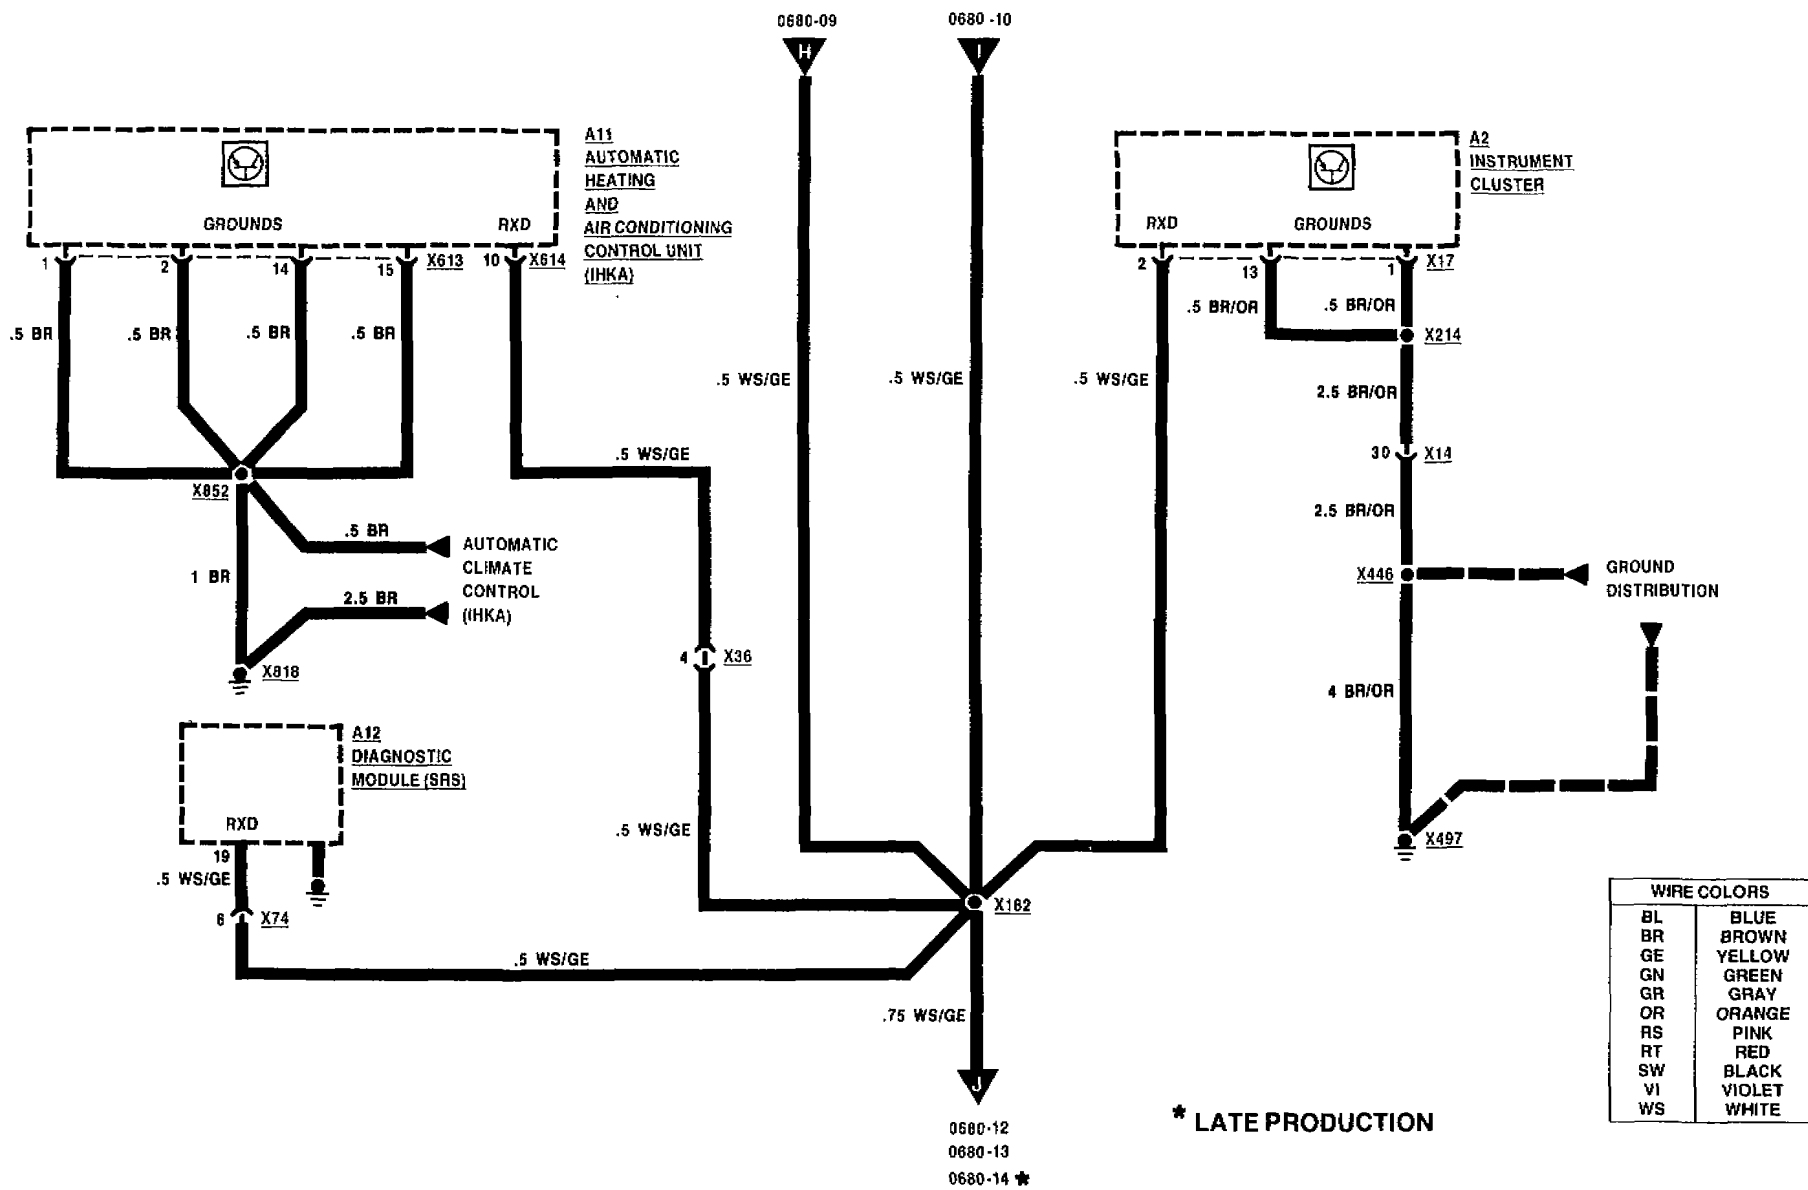 0680-09
0680 -10
H
I
A11
AUTOMATIC
HEATING
AND
AIR CONDITIONING
CONTROL UNIT
(IHKA)
GROUNDS
RXD
1
2
14
15
X613
10
X614
A2
INSTRUMENT
CLUSTER
RXD
GROUNDS
2
13
1
X17
.5 BR
.5 BR
.5 BR
.5 BR
.5 BR/OR
.5 BR/OR
X214
.5 WS/GE
.5 WS/GE
.5 WS/GE
2.5 BR/OR
.5 WS/GE
30
X14
X852
2.5 BR/OR
.5 BR
AUTOMATIC
CLIMATE
CONTROL
(IHKA)
1 BR
2.5 BR
X446
GROUND
DISTRIBUTION
X818
4
X36
4 BR/OR
A12
DIAGNOSTIC
MODULE (SRS)
RXD
19
.5 WS/GE
.5 WS/GE
X497
6
X74
X182
.5 WS/GE
.75 WS/GE
J
0680-12
0680-13
0680-14 *
* LATE PRODUCTION
WIRE COLORS
BL BLUE
BR BROWN
GE YELLOW
GN GREEN
GR GRAY
OR ORANGE
RS PINK
RT RED
SW BLACK
VI VIOLET
WS WHITE